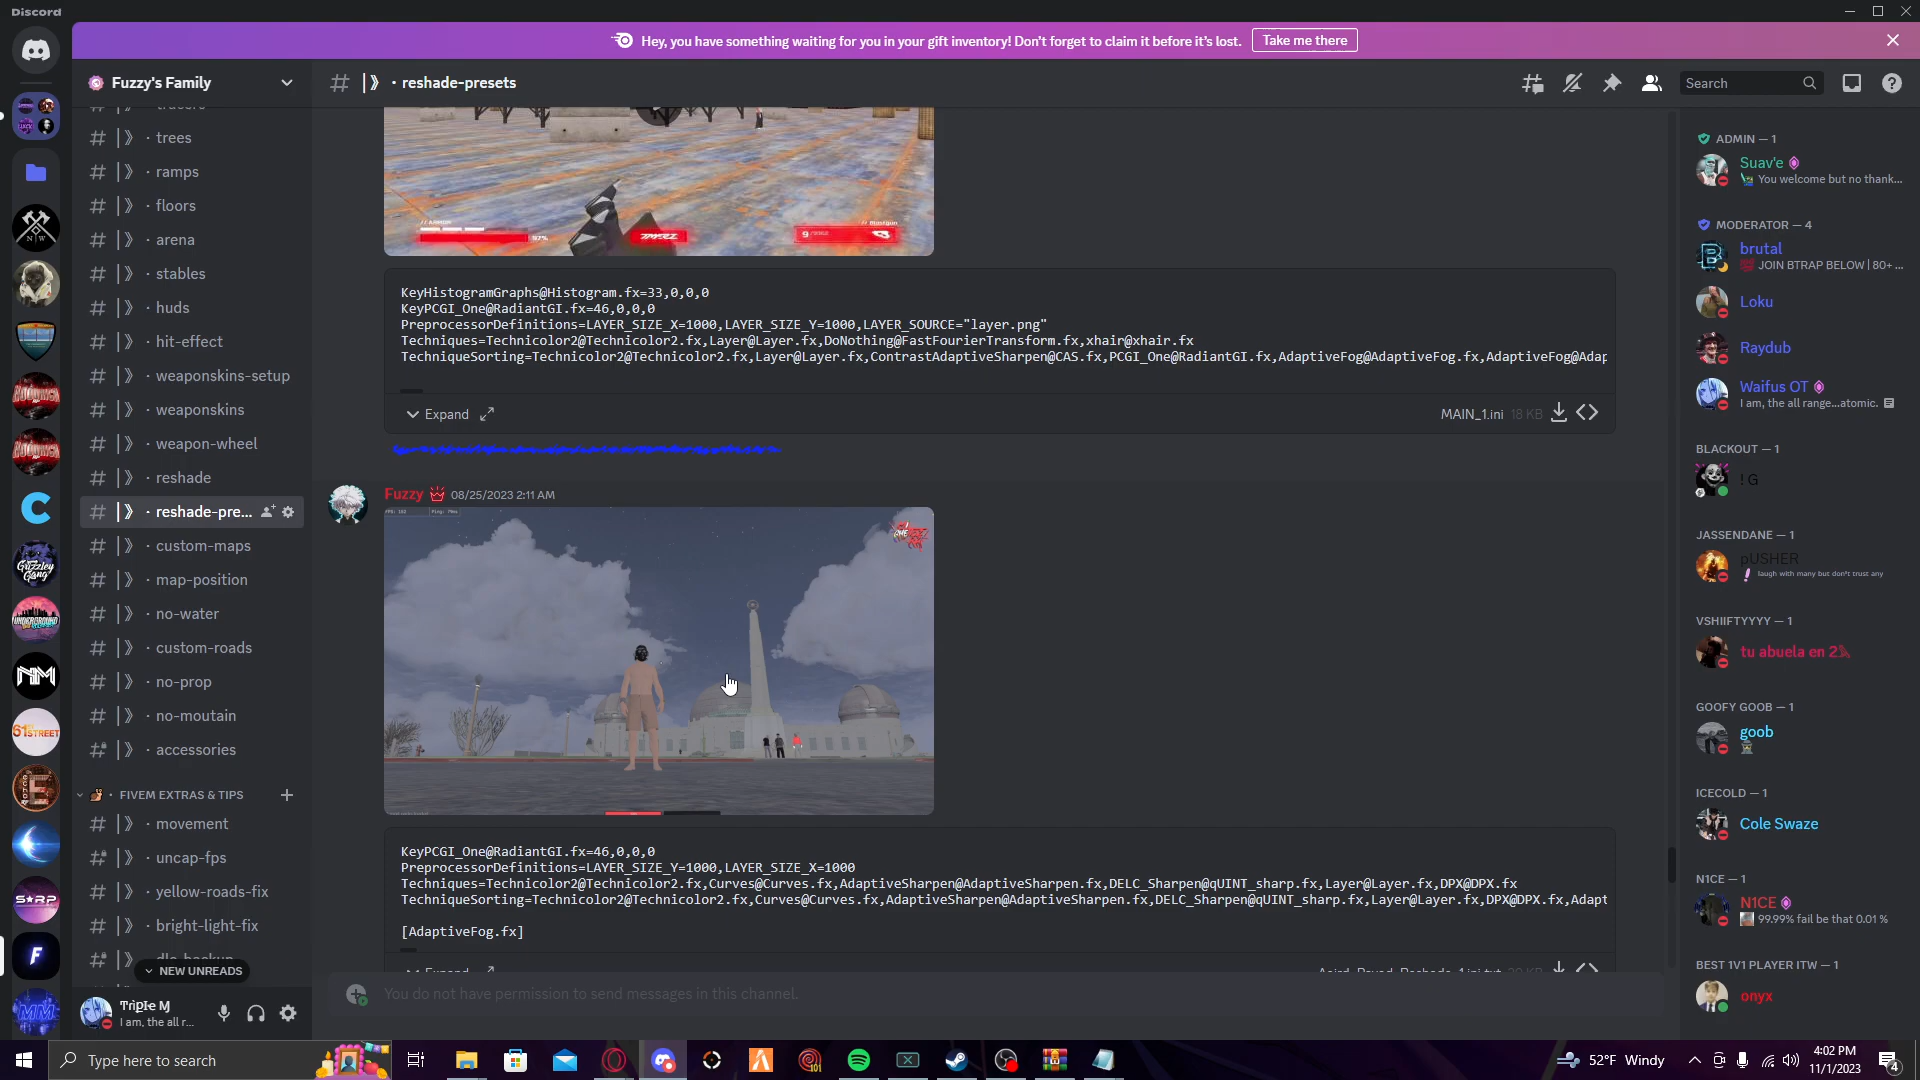 Discord
Hey, you have something waiting for you in your gift inventory! Don't forget to claim it before it's lost.
Take me there
Fuzzy's Family
# |》 · reshade-presets
Search
# |》 · trees
# |》 · ramps
# |》 · floors
# |》 · arena
# |》 · stables
# |》 · huds
# |》 · hit-effect
# |》 · weaponskins-setup
# |》 · weaponskins
# |》 · weapon-wheel
# |》 · reshade
# |》 · reshade-pre...
# |》 · custom-maps
# |》 · map-position
# |》 · no-water
# |》 · custom-roads
# |》 · no-prop
# |》 · no-moutain
# |》 · accessories
· FIVEM EXTRAS & TIPS
# |》 · movement
# |》 · uncap-fps
# |》 · yellow-roads-fix
# |》 · bright-light-fix
NEW UNREADS
Triple M
I am, the all r...
97%
KeyHistogramGraphs@Histogram.fx=33,0,0,0
KeyPCGI_One@RadiantGI.fx=46,0,0,0
PreprocessorDefinitions=LAYER_SIZE_X=1000,LAYER_SIZE_Y=1000,LAYER_SOURCE="layer.png"
Techniques=Technicolor2@Technicolor2.fx,Layer@Layer.fx,DoNothing@FastFourierTransform.fx,xhair@xhair.fx
TechniqueSorting=Technicolor2@Technicolor2.fx,Layer@Layer.fx,ContrastAdaptiveSharpen@CAS.fx,PCGI_One@RadiantGI.fx,AdaptiveFog@AdaptiveFog.fx,AdaptiveFog@Adap
Expand
MAIN_1.ini 18 KB
Fuzzy 08/25/2023 2:11 AM
KeyPCGI_One@RadiantGI.fx=46,0,0,0
PreprocessorDefinitions=LAYER_SIZE_Y=1000,LAYER_SIZE_X=1000
Techniques=Technicolor2@Technicolor2.fx,Curves@Curves.fx,AdaptiveSharpen@AdaptiveSharpen.fx,DELC_Sharpen@qUINT_sharp.fx,Layer@Layer.fx,DPX@DPX.fx
TechniqueSorting=Technicolor2@Technicolor2.fx,Curves@Curves.fx,AdaptiveSharpen@AdaptiveSharpen.fx,DELC_Sharpen@qUINT_sharp.fx,Layer@Layer.fx,DPX@DPX.fx,Adapt
[AdaptiveFog.fx]
You do not have permission to send messages in this channel.
ADMIN — 1
Suav'e
You welcome but no thank...
MODERATOR — 4
brutal
JOIN BTRAP BELOW | 80+ ...
Loku
Raydub
Waifus OT
I am, the all range...atomic.
BLACKOUT — 1
! G
JASSENDANE — 1
pUSHER
laugh with many but don't trust any
VSHIIFTYYYY — 1
tu abuela en 2
GOOFY GOOB — 1
goob
ICECOLD — 1
Cole Swaze
N1CE — 1
N1CE
99.99% fail be that 0.01 %
BEST 1V1 PLAYER ITW — 1
onyx
Type here to search
52°F Windy
4:02 PM
11/1/2023
4